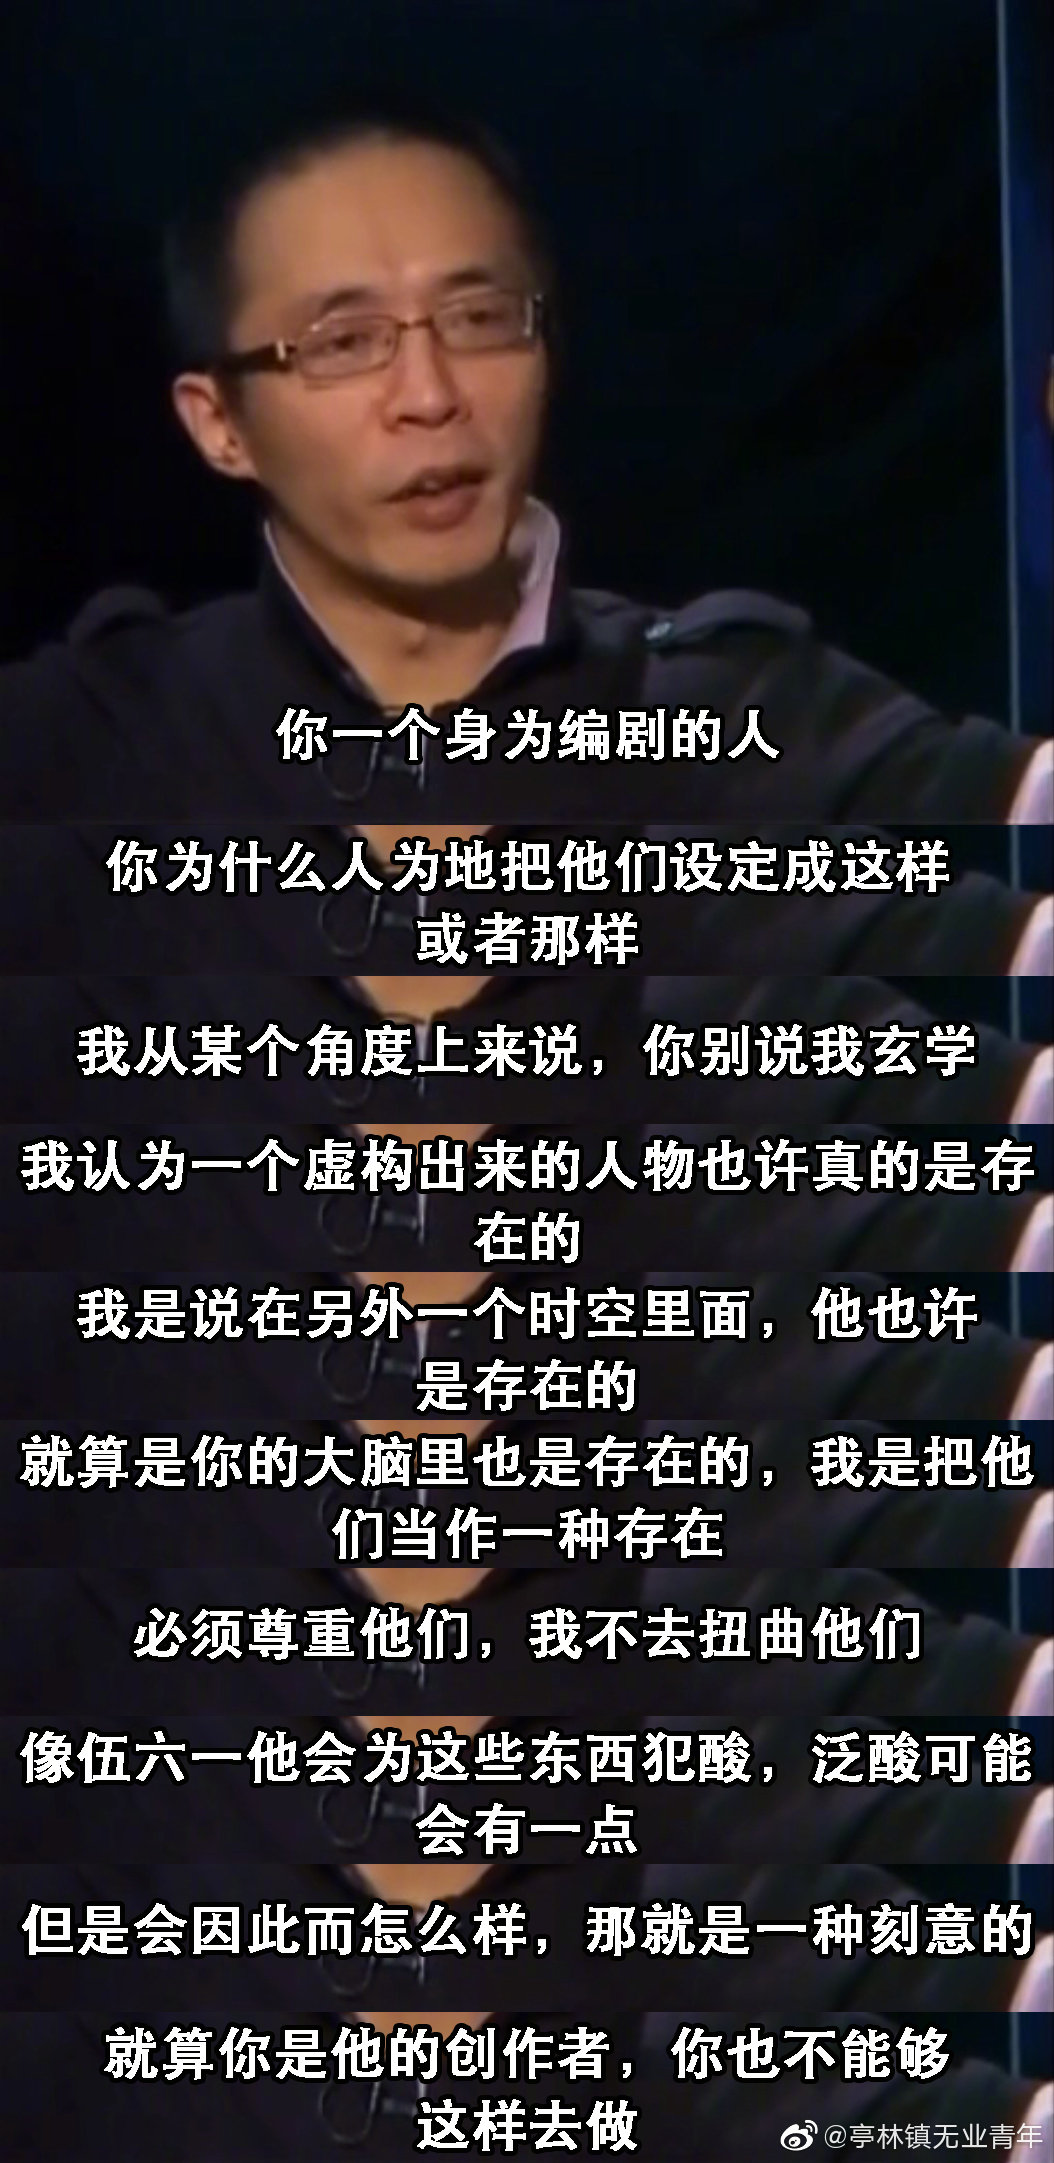 你一个身为编剧的人
你为什么人为地把他们设定成这样
或者那样
我从某个角度上来说，你别说我玄学
我认为一个虚构出来的人物也许真的是存
在的
我是说在另外一个时空里面，他也许
是存在的
就算是你的大脑里也是存在的，我是把他
们当作一种存在
必须尊重他们，我不去扭曲他们
像伍六一他会为这些东西犯酸，泛酸可能
会有一点
但是会因此而怎么样，那就是一种刻意的
就算你是他的创作者，你也不能够
这样去做
@亭林镇无业青年